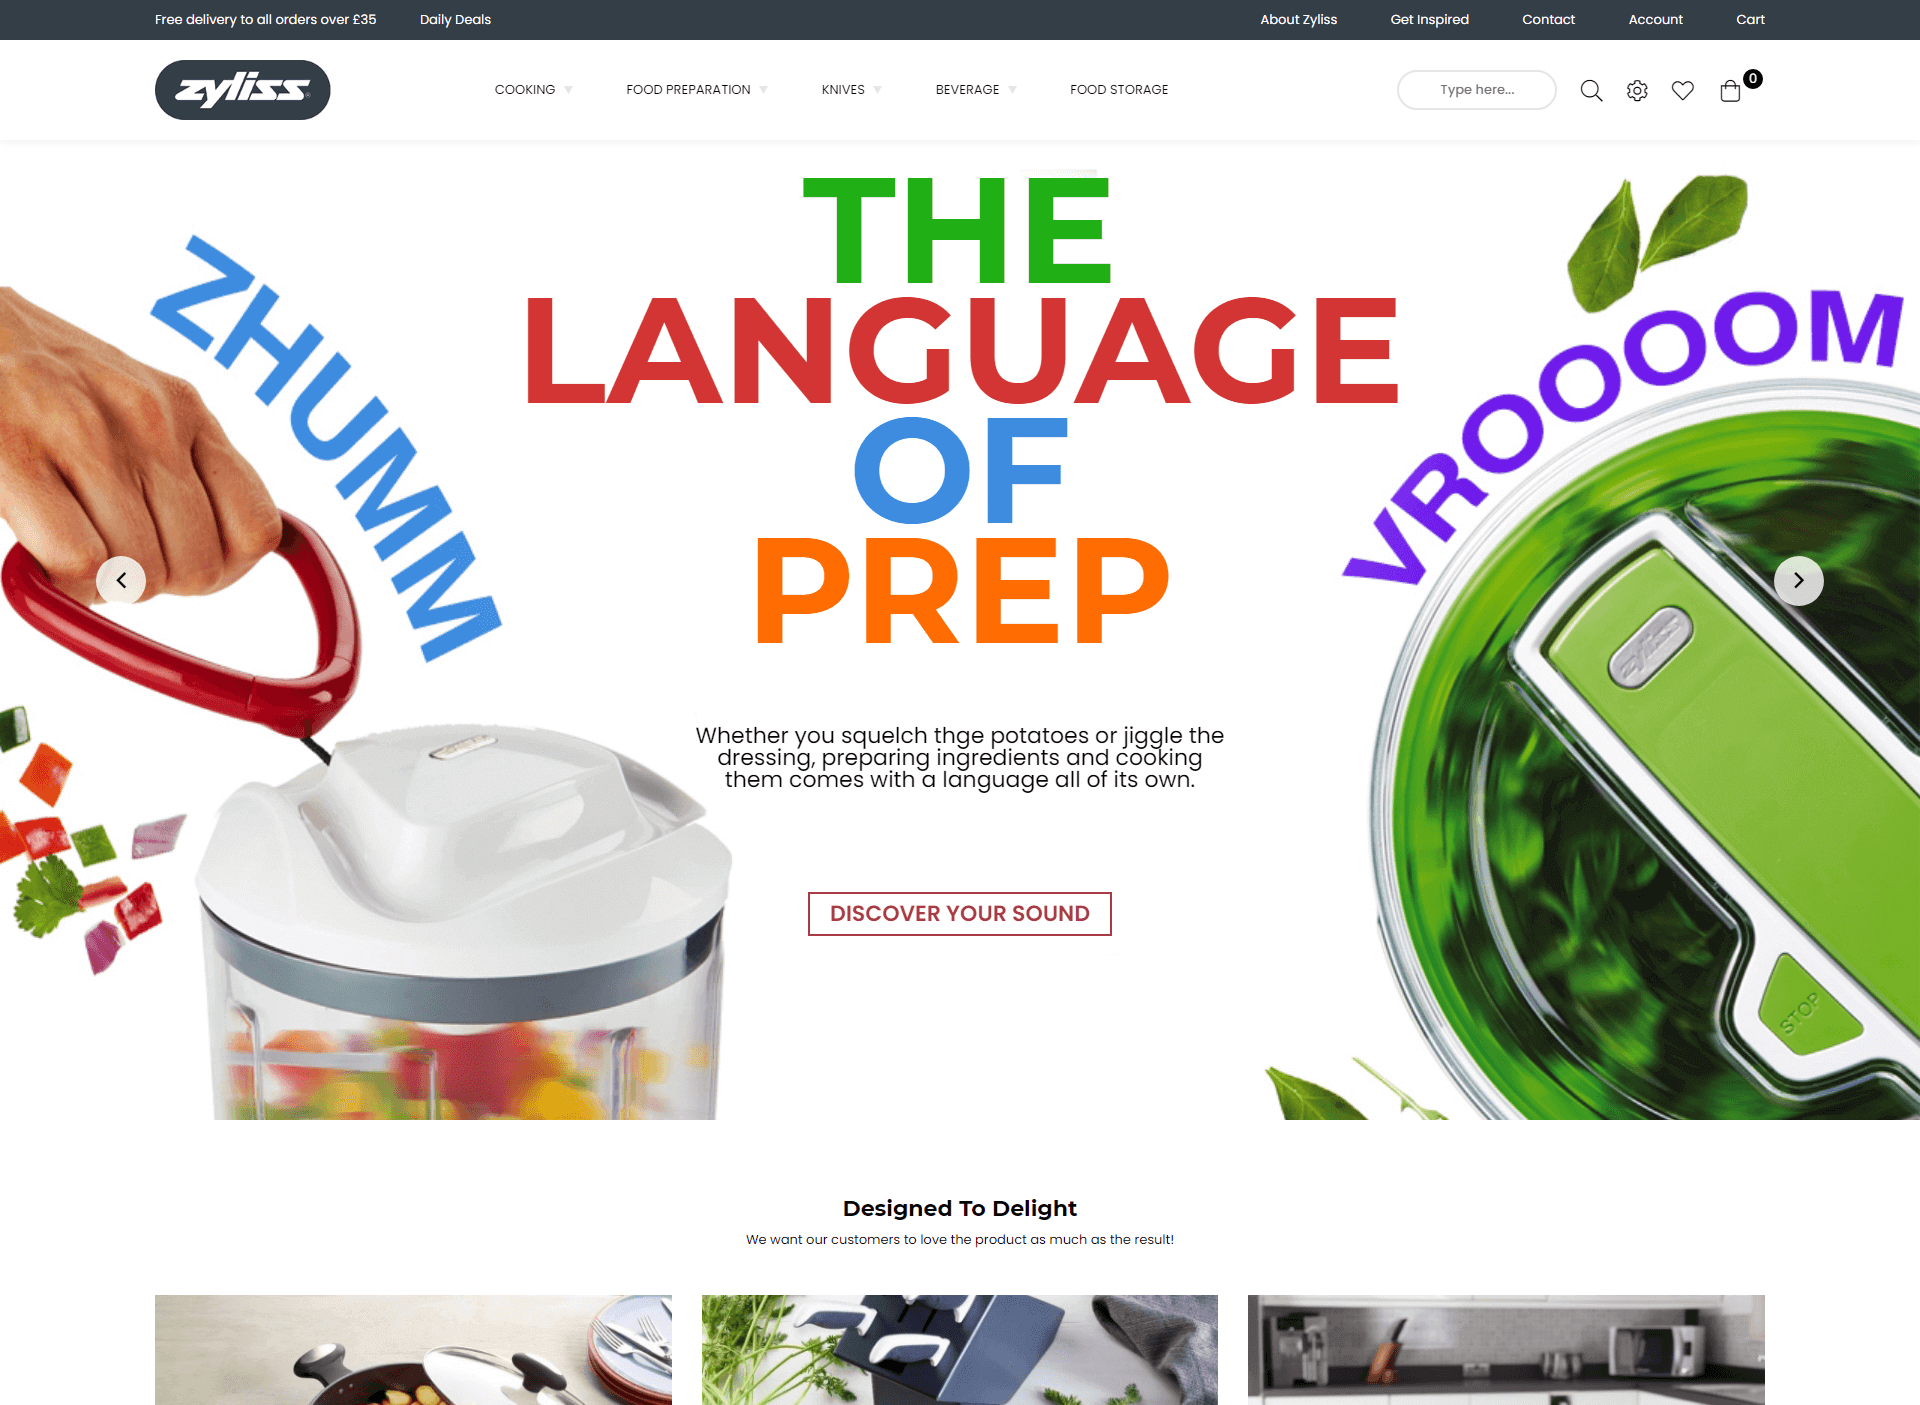 Free delivery to all orders over £35
Daily Deals
About Zyliss
Get Inspired
Contact
Account
Cart
zyliss
COOKING
FOOD PREPARATION
KNIVES
BEVERAGE
FOOD STORAGE
Type here...
0
THE
LANGUAGE
OF
PREP
ZHUMM
VROOOOM
zyliss
Whether you squelch thge potatoes or jiggle the
dressing, preparing ingredients and cooking
them comes with a language all of its own.
DISCOVER YOUR SOUND
STOP
Designed To Delight
We want our customers to love the product as much as the result!